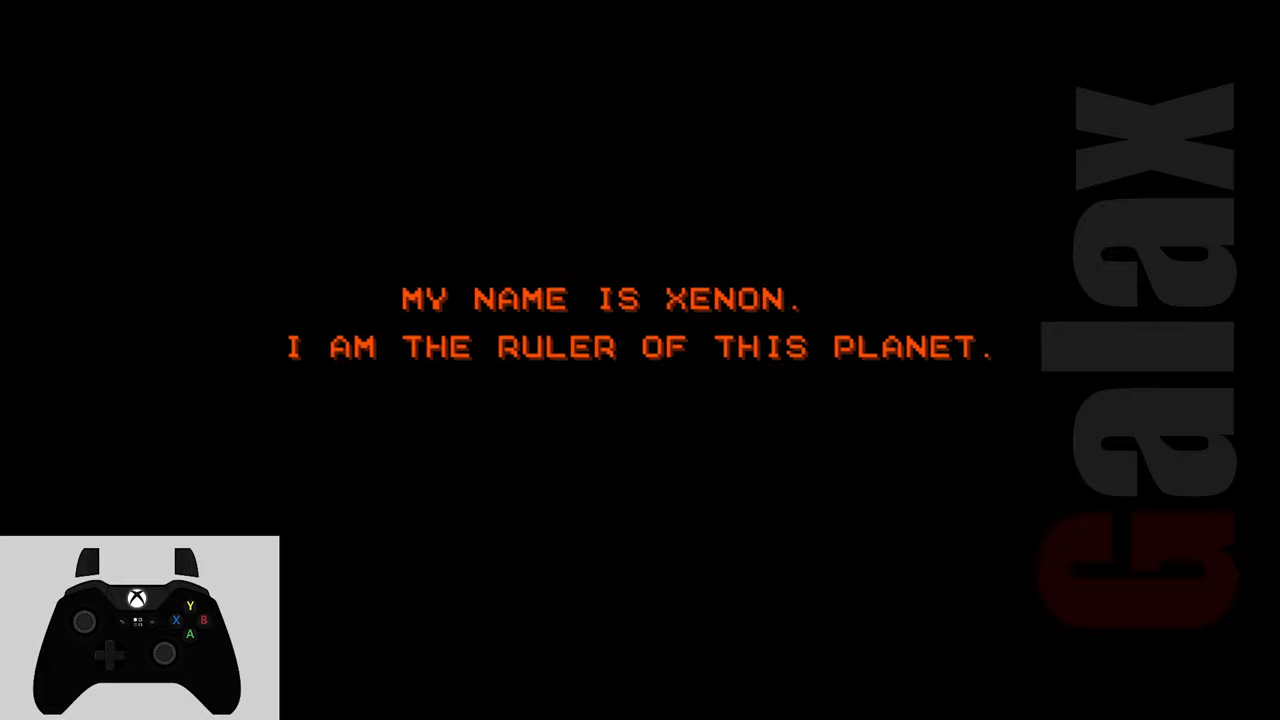 MY NAME IS XENON.
I AM THE RULER OF THIS PLANET.
Galax
Y
X B
A